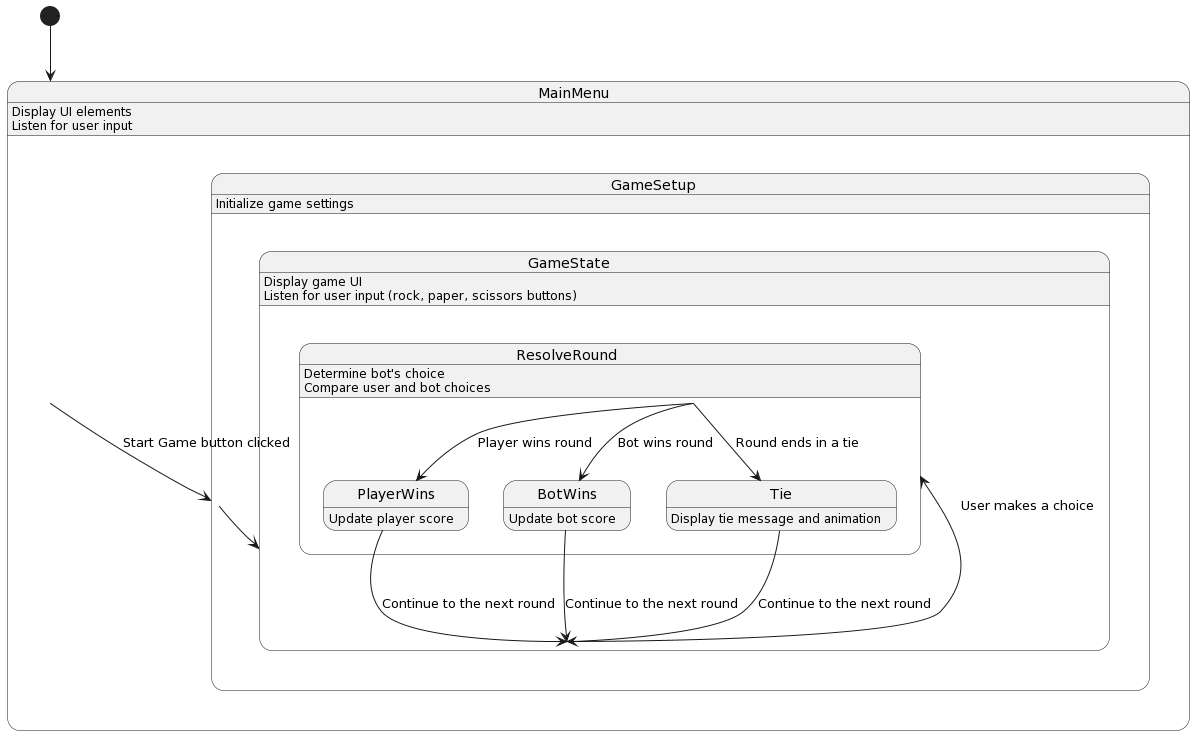 MainMenu
Display UI elements
Listen for user input
GameSetup
Initialize game settings
GameState
Display game UI
Listen for user input (rock, paper, scissors buttons)
ResolveRound
Determine bot's choice
Compare user and bot choices
Start Game button clicked
Player wins round
Bot wins round
Round ends in a tie
PlayerWins
Update player score
BotWins
Update bot score
Tie
Display tie message and animation
User makes a choice
Continue to the next round
Continue to the next round
Continue to the next round